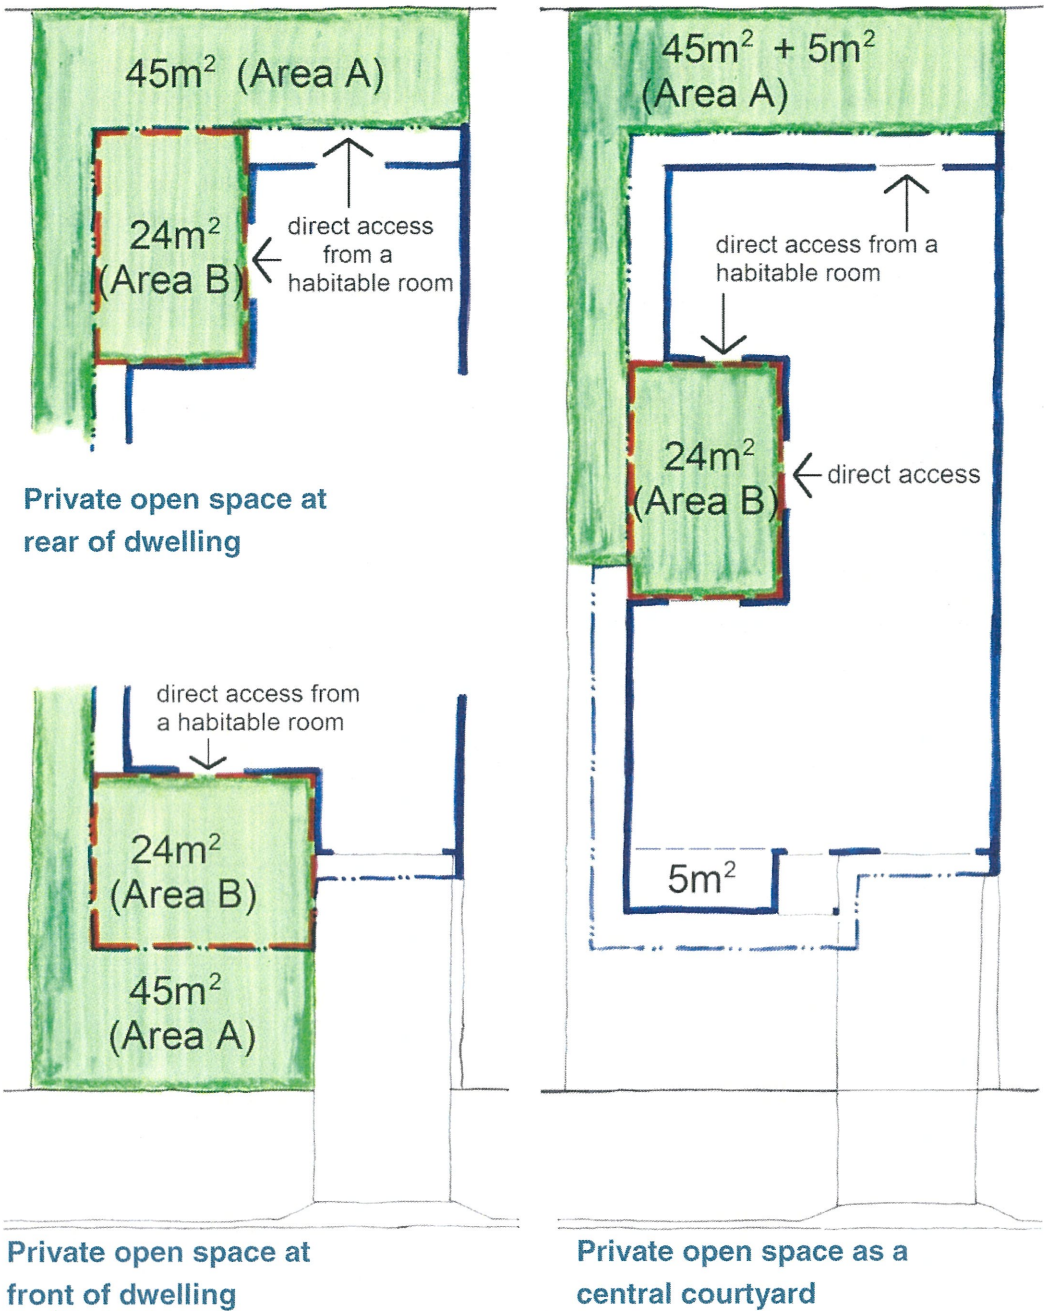 45m² (Area A)
24m²
(Area B)
direct access
from a
habitable room
Private open space at
rear of dwelling
direct access from
a habitable room
24m²
(Area B)
45m²
(Area A)
Private open space at
front of dwelling
45m² + 5m²
(Area A)
direct access from a
habitable room
24m²
(Area B)
direct access
5m²
Private open space as a
central courtyard